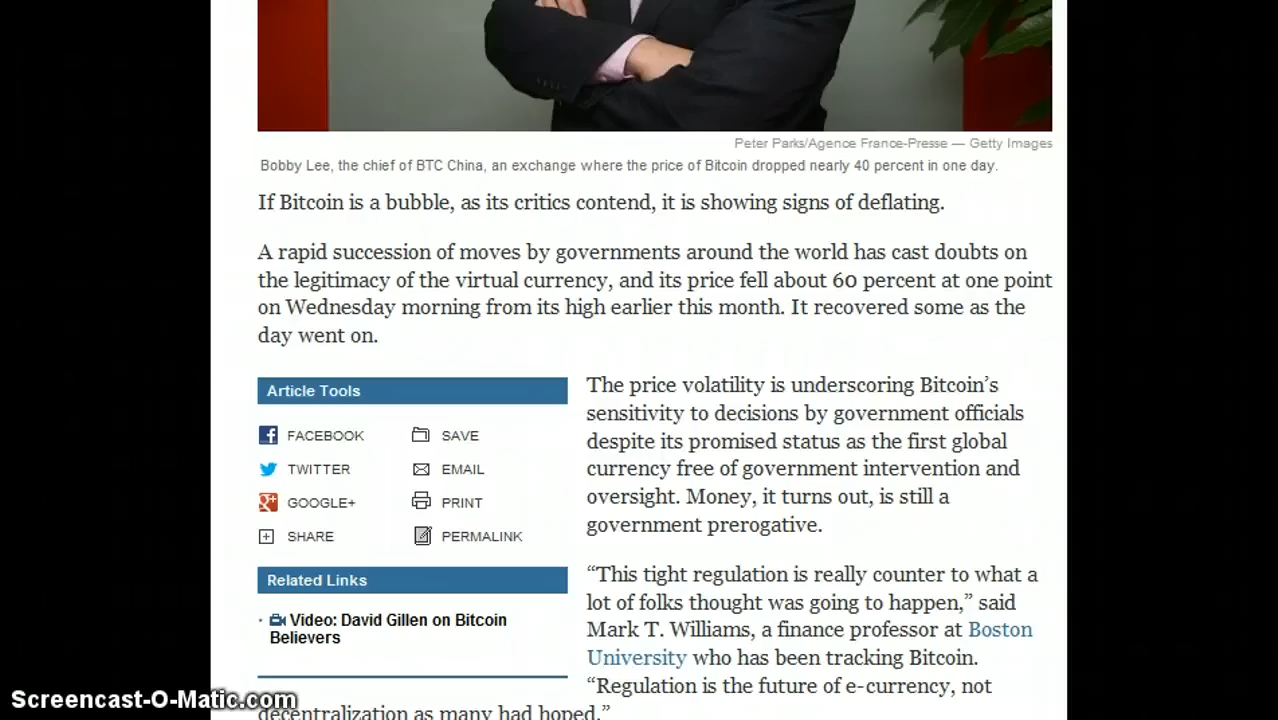 Peter Parks/Agence France-Presse — Getty Images
Bobby Lee, the chief of BTC China, an exchange where the price of Bitcoin dropped nearly 40 percent in one day.
If Bitcoin is a bubble, as its critics contend, it is showing signs of deflating.
A rapid succession of moves by governments around the world has cast doubts on
the legitimacy of the virtual currency, and its price fell about 60 percent at one point
on Wednesday morning from its high earlier this month. It recovered some as the
day went on.
Article Tools
FACEBOOK
SAVE
TWITTER
EMAIL
GOOGLE+
PRINT
SHARE
PERMALINK
Related Links
· Video: David Gillen on Bitcoin
Believers
The price volatility is underscoring Bitcoin’s
sensitivity to decisions by government officials
despite its promised status as the first global
currency free of government intervention and
oversight. Money, it turns out, is still a
government prerogative.
“This tight regulation is really counter to what a
lot of folks thought was going to happen,” said
Mark T. Williams, a finance professor at Boston
University who has been tracking Bitcoin.
“Regulation is the future of e-currency, not
decentralization as many had hoped.”
Screencast-O-Matic.com